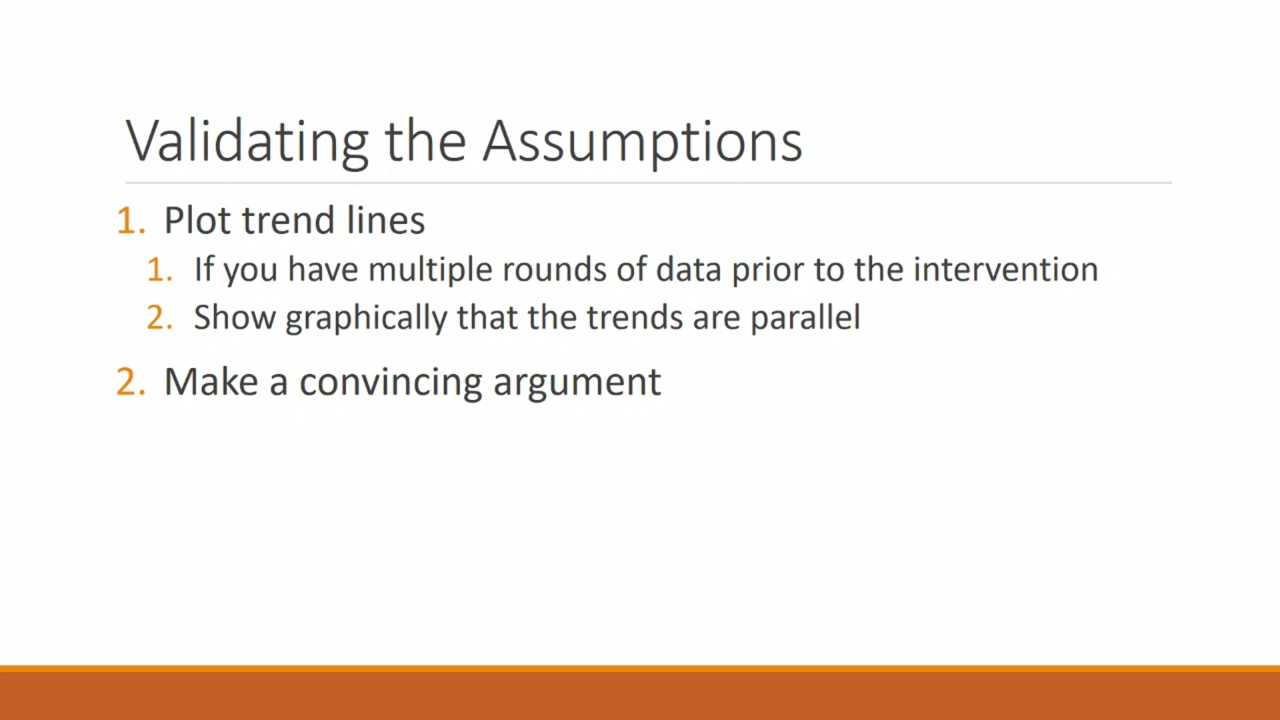 Validating the Assumptions
1. Plot trend lines
1. If you have multiple rounds of data prior to the intervention
2. Show graphically that the trends are parallel
2. Make a convincing argument